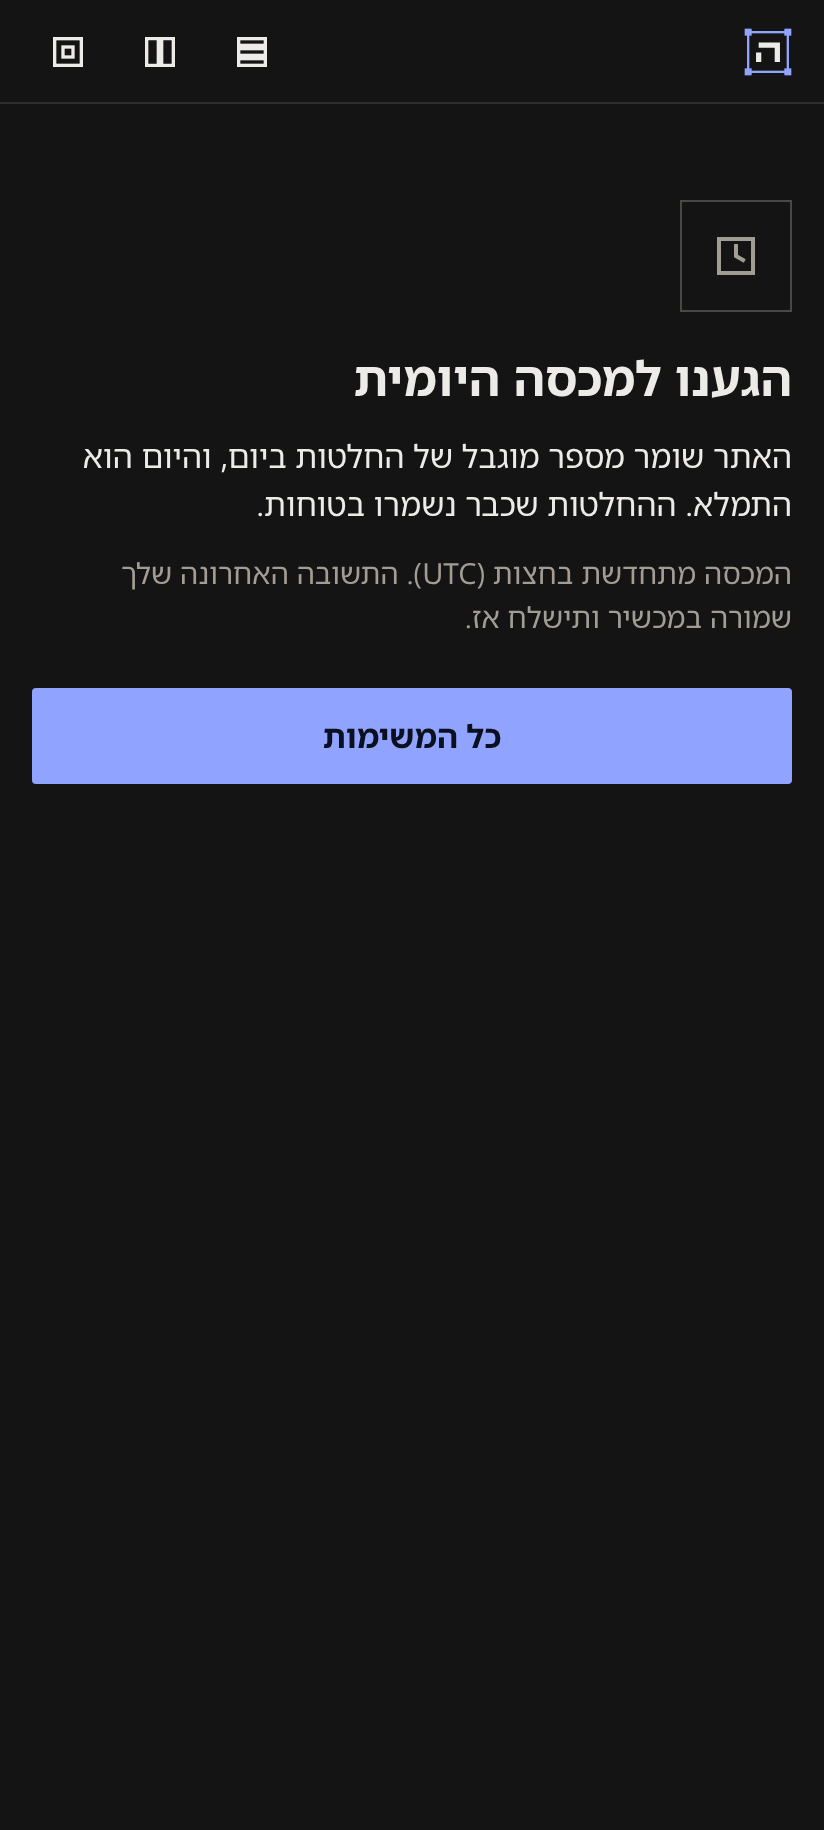 ה
הגענו למכסה היומית
האתר שומר מספר מוגבל של החלטות ביום, והיום הוא
התמלא. ההחלטות שכבר נשמרו בטוחות.
המכסה מתחדשת בחצות (UTC). התשובה האחרונה שלך
שמורה במכשיר ותישלח אז.
כל המשימות